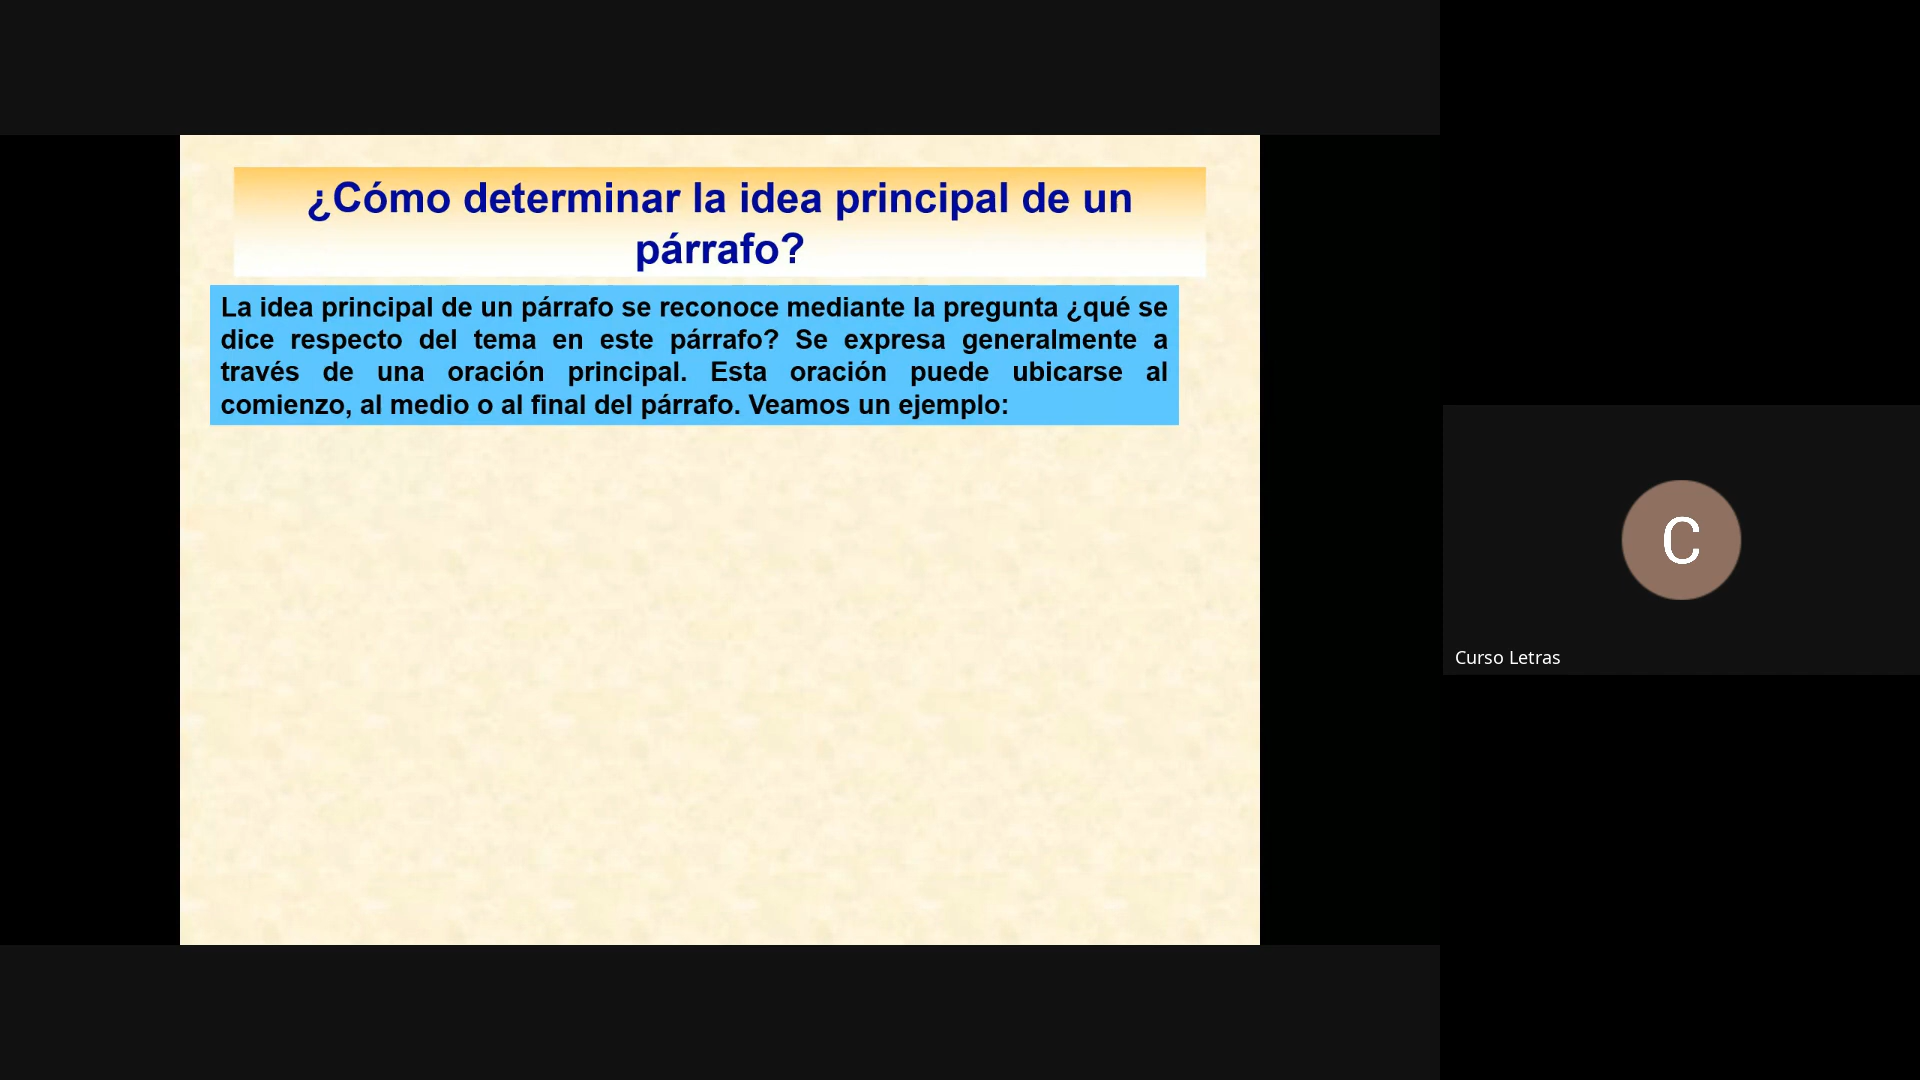 ¿Cómo determinar la idea principal de un
párrafo?
La idea principal de un párrafo se reconoce mediante la pregunta ¿qué se
dice respecto del tema en este párrafo? Se expresa generalmente a
través de una oración principal. Esta oración puede ubicarse al
comienzo, al medio o al final del párrafo. Veamos un ejemplo:
C
Curso Letras